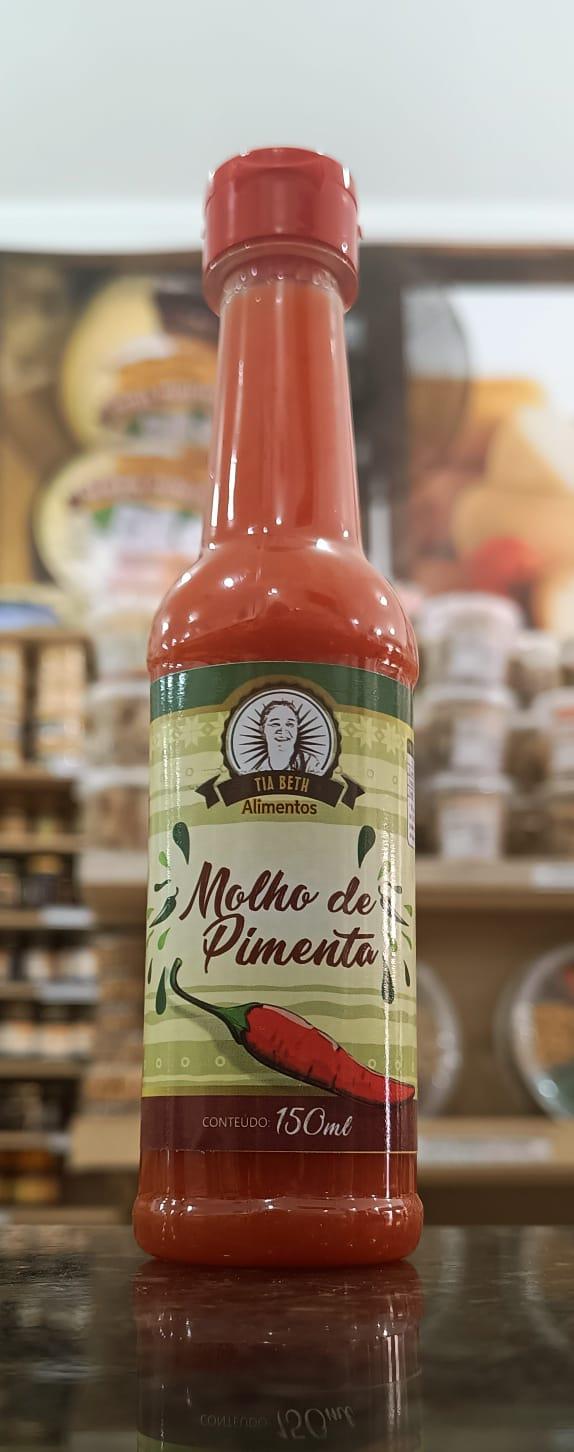 TIA BETH
Alimentos
Molho de
Pimenta
CONTEÚDO: 150ml